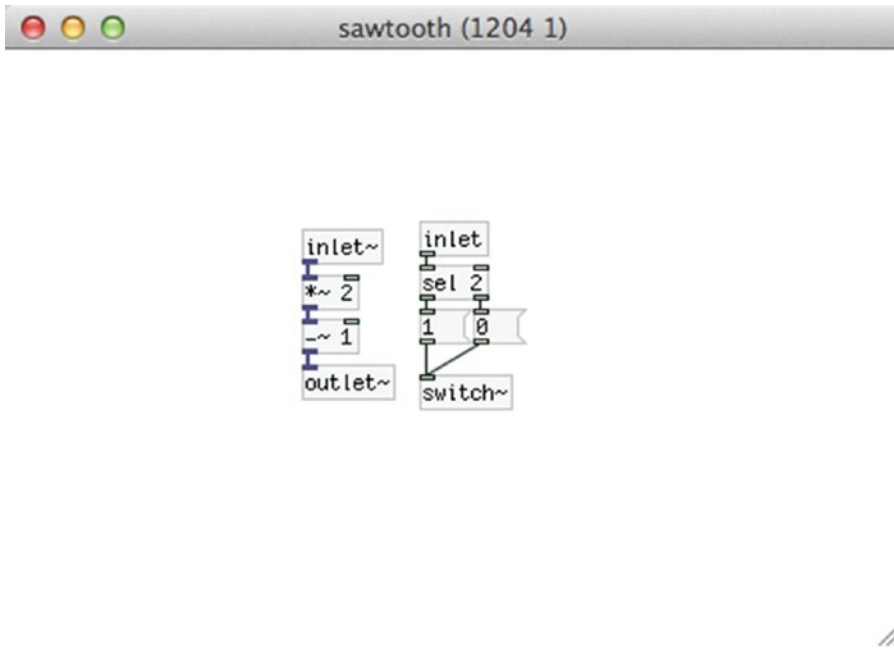 sawtooth (1204 1)
inlet~
*~ 2
-~ 1
outlet~
inlet
sel 2
1 0
switch~